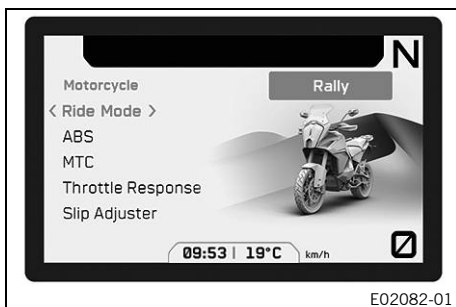 N
Motorcycle
Rally
< Ride Mode >
ABS
MTC
Throttle Response
Slip Adjuster
09:53 | 19°C km/h
E02082-01